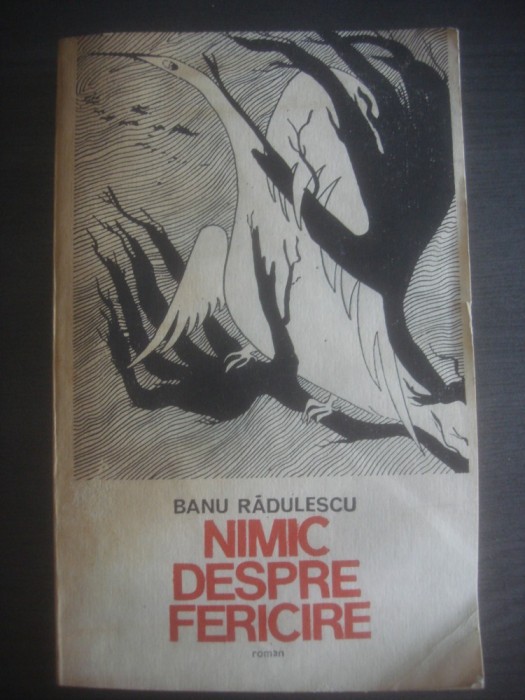 BANU RĂDULESCU
NIMIC
DESPRE
FERICIRE
roman